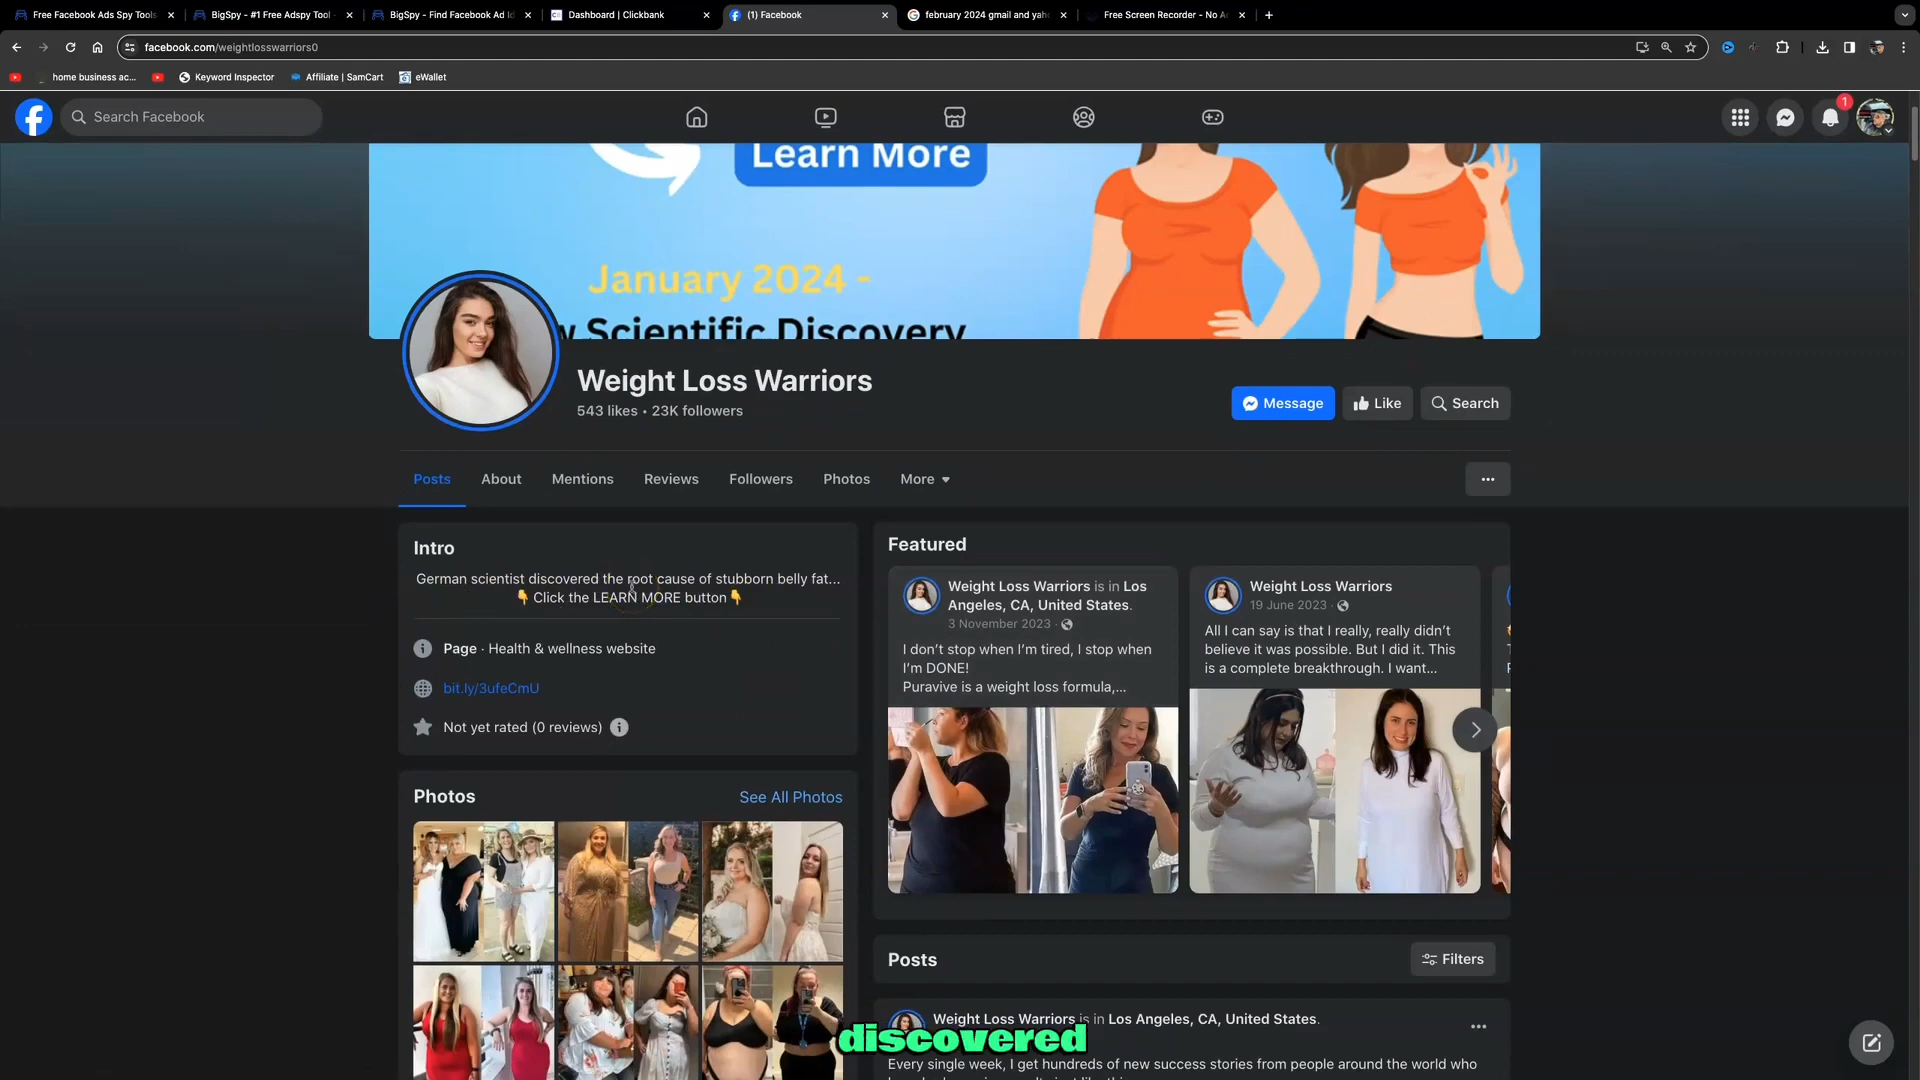 Free Facebook Ads Spy Tools
BigSpy - #1 Free Adspy Tool
BigSpy - Find Facebook Ad
Dashboard | Clickbank
(1) Facebook
february 2024 gmail and
Free Screen Recorder - No
facebook.com/weightlosswarriors0
home business ac...
Keyword Inspector
Affiliate | SamCart
eWallet
Search Facebook
1
Learn More
January 2024 -
Scientific Discovery
Weight Loss Warriors
543 likes • 23K followers
Message
Like
Search
Posts
About
Mentions
Reviews
Followers
Photos
More
Intro
German scientist discovered the root cause of stubborn belly fat...
👇 Click the LEARN MORE button👇
Page · Health & wellness website
bit.ly/3ufeCmU
Not yet rated (0 reviews)
Photos
See All Photos
Featured
Weight Loss Warriors is in Los
Angeles, CA, United States.
3 November 2023 ·
I don't stop when I'm tired, I stop when
I'm DONE!
Puravive is a weight loss formula,...
Weight Loss Warriors
19 June 2023 ·
All I can say is that I really, really didn't
believe it was possible. But I did it. This
is a complete breakthrough. I want...
Posts
Filters
Weight Loss Warriors is in Los Angeles, CA, United States.
Every single week, I get hundreds of new success stories from people around the world who
discovered